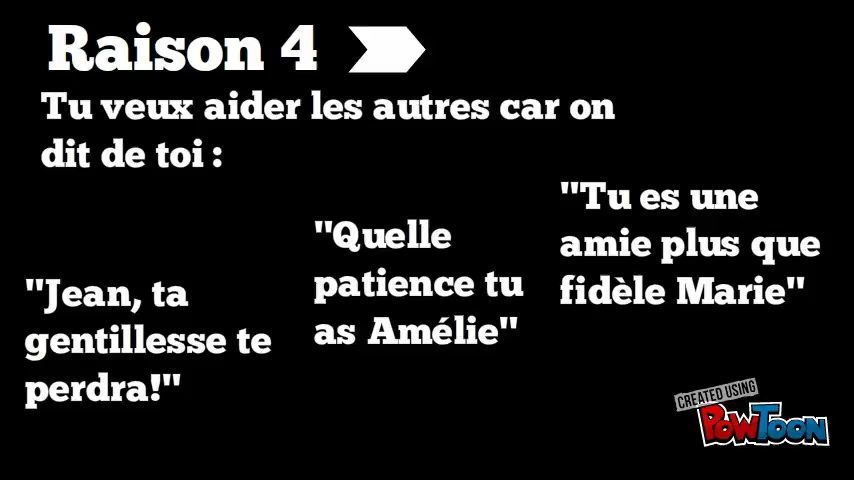 Raison 4
Tu veux aider les autres car on
dit de toi :
"Jean, ta
gentillesse te
perdra!"
"Quelle
patience tu
as Amélie"
"Tu es une
amie plus que
fidèle Marie"
CREATED USING
POWTOON